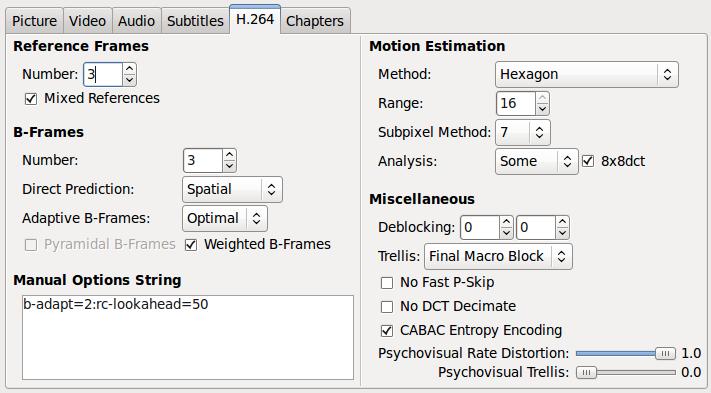 Picture Video Audio Subtitles H.264 Chapters
Reference Frames
Number: 3
Mixed References
B-Frames
Number: 3
Direct Prediction: Spatial
Adaptive B-Frames: Optimal
Pyramidal B-Frames Weighted B-Frames
Manual Options String
b-adapt=2:rc-lookahead=50
Motion Estimation
Method: Hexagon
Range: 16
Subpixel Method: 7
Analysis: Some 8x8dct
Miscellaneous
Deblocking: 0 0
Trellis: Final Macro Block
No Fast P-Skip
No DCT Decimate
CABAC Entropy Encoding
Psychovisual Rate Distortion: 1.0
Psychovisual Trellis: 0.0